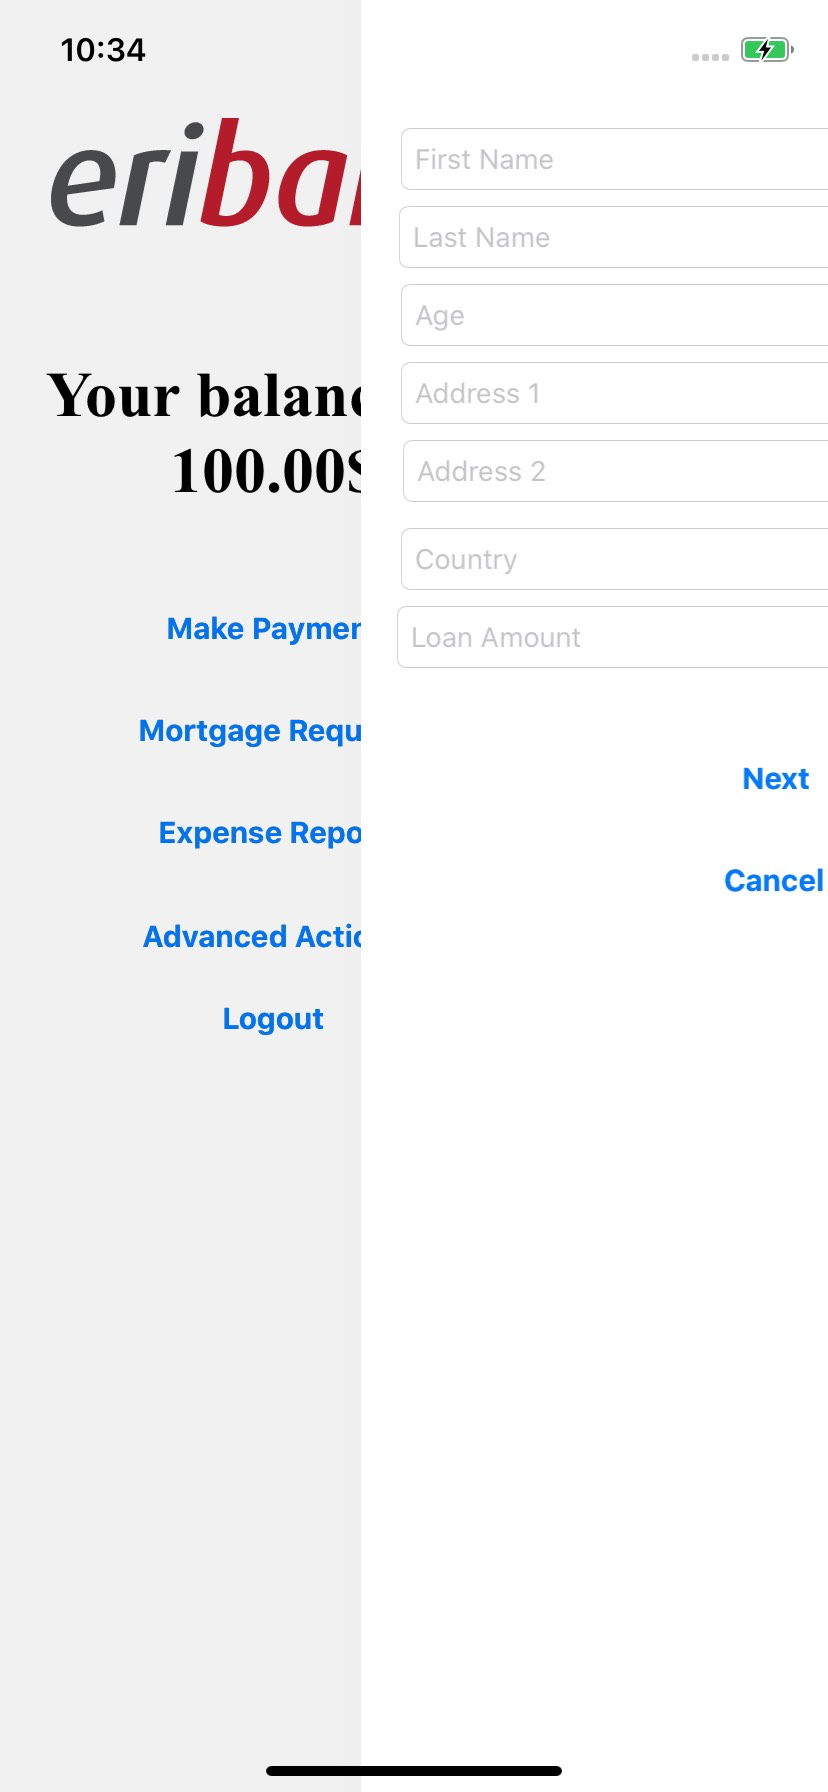 10:34
eriba
Your balanc
100.00$
Make Paymen
Mortgage Requ
Expense Repo
Advanced Actio
Logout
First Name
Last Name
Age
Address 1
Address 2
Country
Loan Amount
Next
Cancel